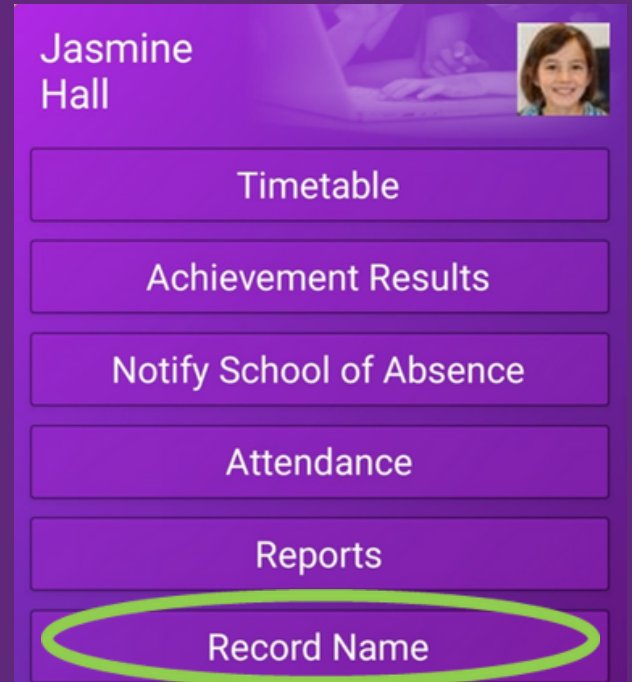 Jasmine
Hall
Timetable
Achievement Results
Notify School of Absence
Attendance
Reports
Record Name